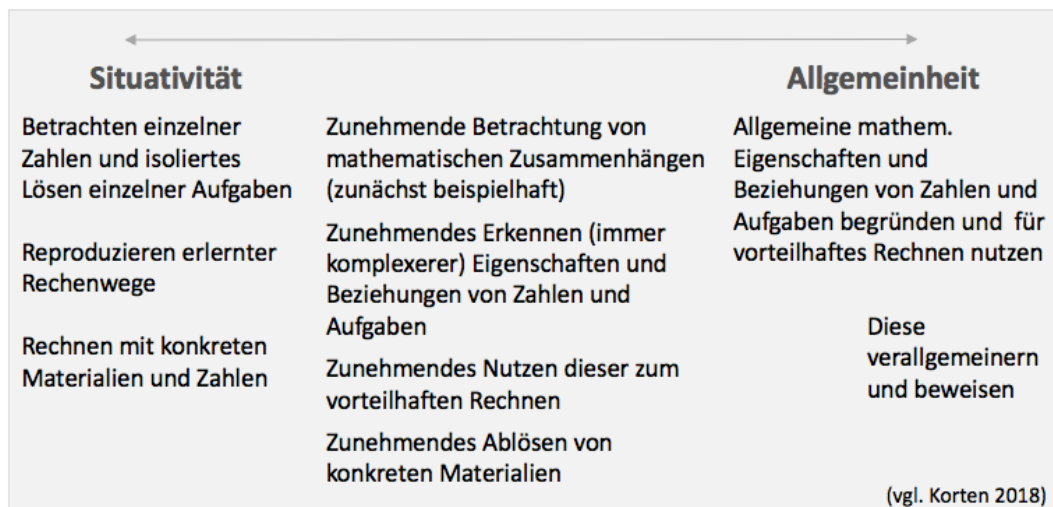 Situativität
Allgemeinheit
Betrachten einzelner
Zahlen und isoliertes
Lösen einzelner Aufgaben
Reproduzieren erlernter
Rechenwege
Rechnen mit konkreten
Materialien und Zahlen
Zunehmende Betrachtung von
mathematischen Zusammenhängen
(zunächst beispielhaft)
Zunehmendes Erkennen (immer
komplexerer) Eigenschaften und
Beziehungen von Zahlen und
Aufgaben
Zunehmendes Nutzen dieser zum
vorteilhaften Rechnen
Zunehmendes Ablösen von
konkreten Materialien
Allgemeine mathem.
Eigenschaften und
Beziehungen von Zahlen und
Aufgaben begründen und für
vorteilhaftes Rechnen nutzen
Diese
verallgemeinern
und beweisen
(vgl. Korten 2018)